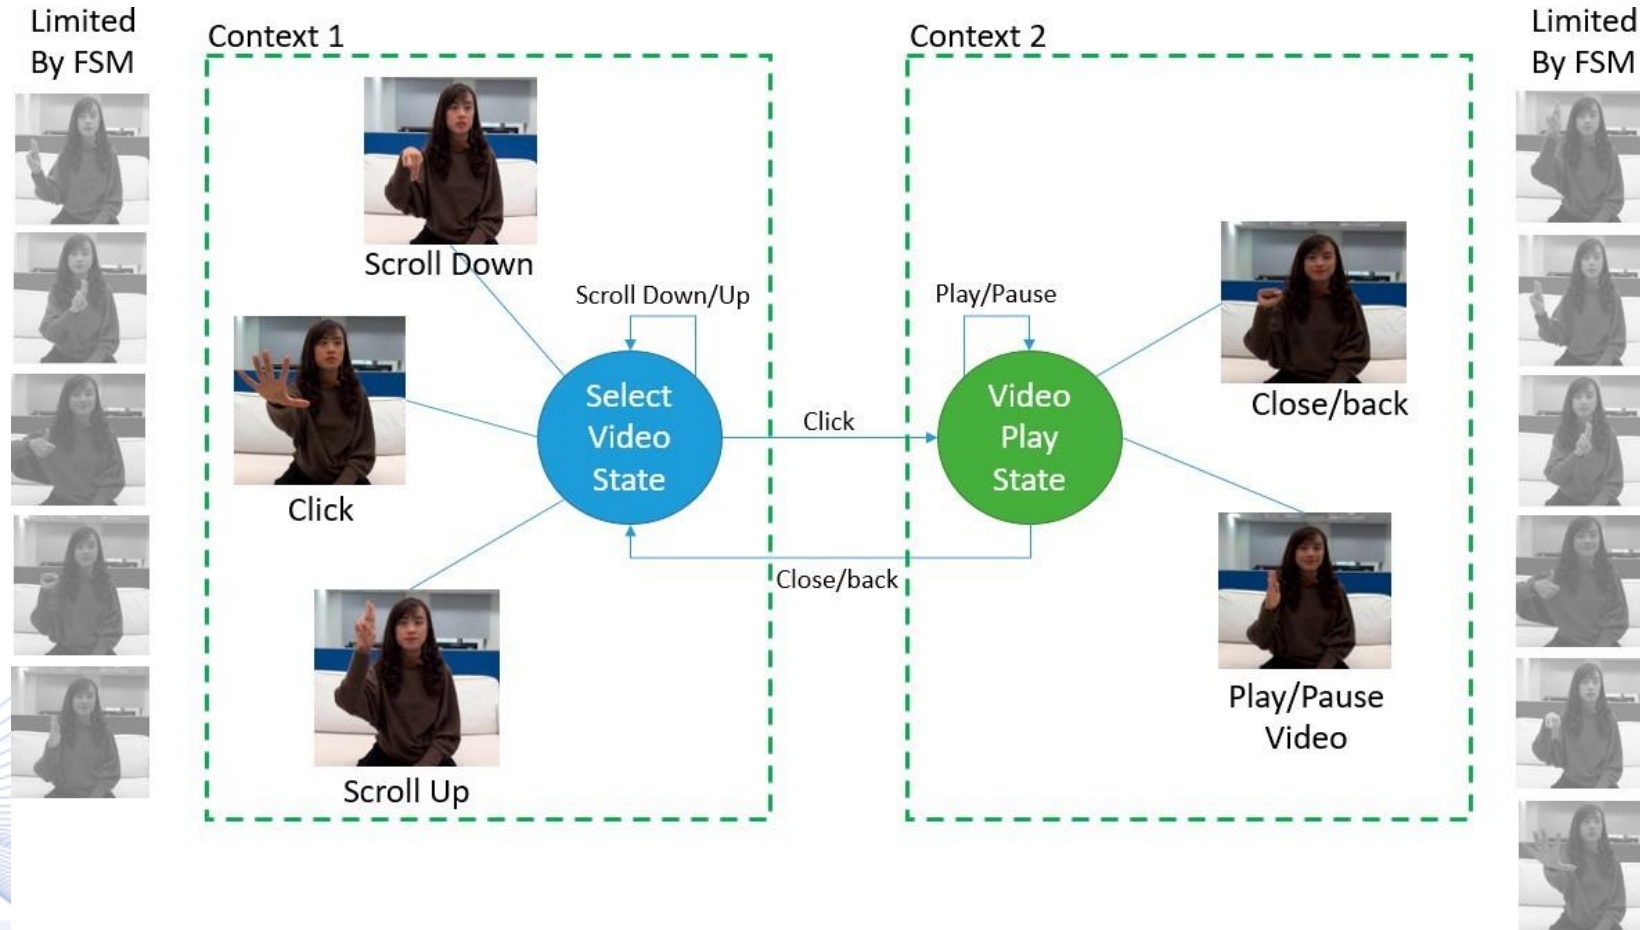 Limited
By FSM
Context 1
Scroll Down
Scroll Down/Up
Click
Select
Video
State
Scroll Up
Click
Close/back
Context 2
Play/Pause
Video
Play
State
Close/back
Play/Pause
Video
Limited
By FSM